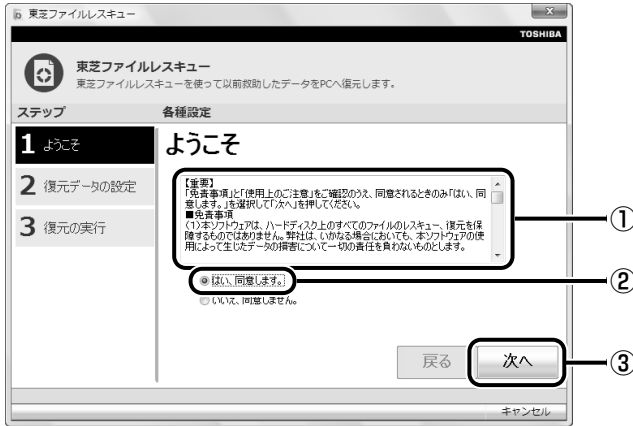 東芝ファイルレスキュー
TOSHIBA
東芝ファイルレスキュー
東芝ファイルレスキューを使って以前救助したデータをPCへ復元します。
ステップ
各種設定
1 ようこそ
2 復元データの設定
3 復元の実行
ようこそ
【重要】
「免責事項」と「使用上のご注意」をご確認のうえ、同意されるときのみ「はい、同
意します。」を選択して「次へ」を押してください。
■免責事項
(1)本ソフトウェアは、ハードディスク上のすべてのファイルのレスキュー、復元を保
障するものではありません。弊社は、いかなる場合においても、本ソフトウェアの使
用によって生じたデータの損害について一切の責任を負わないものとします。
①
はい、同意します。
②
いいえ、同意しません。
戻る
次へ
③
キャンセル